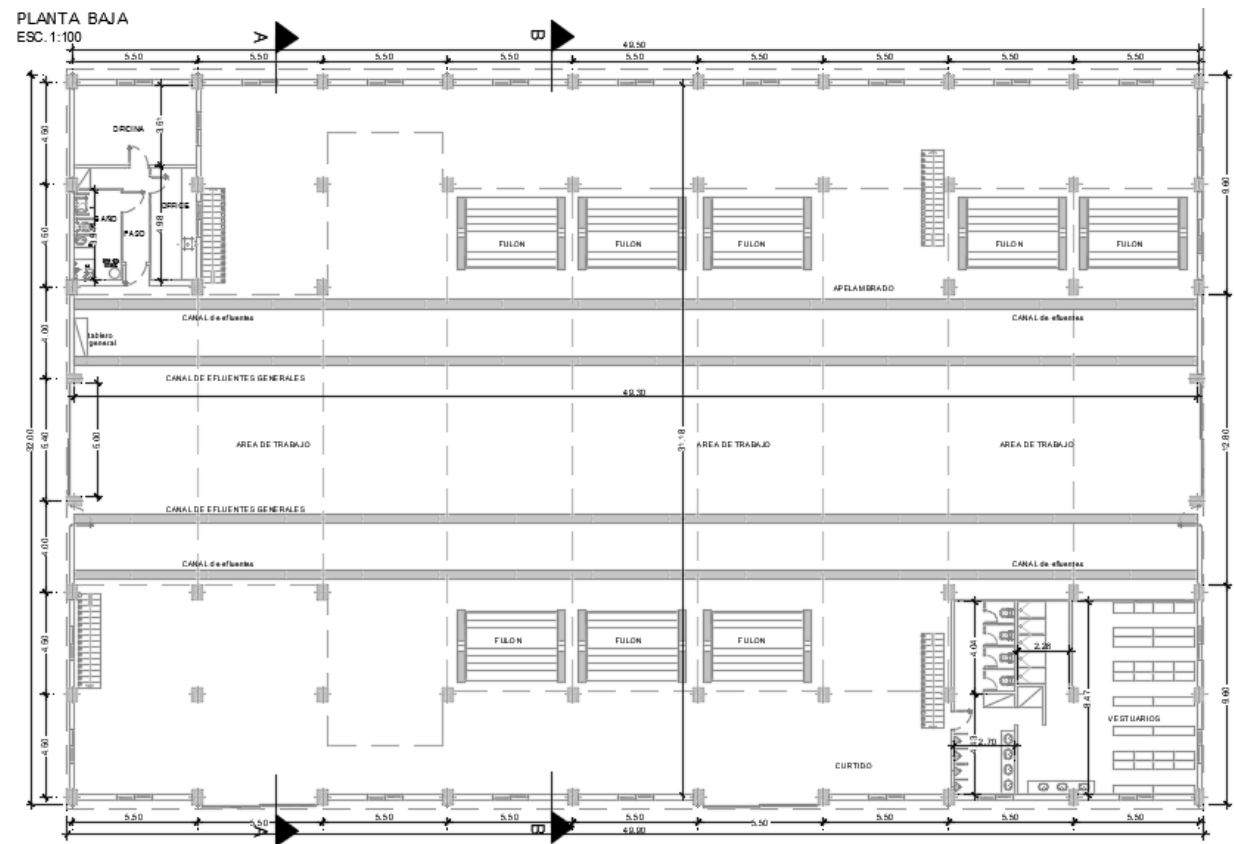 PLANTA BAJA
ESC. 1:100
A
B
49.50
5.50 5.50 5.50 5.50 5.50 5.50 5.50 5.50 5.50
OFICINA
3.51
4.50
9.60
BAÑO
PASO
OFFICE
4.98
4.50
FULON FULON FULON FULON FULON
APELAMBRADO
CANAL de efluentes CANAL de efluentes
tablero
general
4.00
CANAL DE EFLUENTES GENERALES
49.30
32.00
5.40
5.00
AREA DE TRABAJO
31.18
AREA DE TRABAJO
AREA DE TRABAJO
12.80
CANAL DE EFLUENTES GENERALES
4.00
CANAL de efluentes CANAL de efluentes
4.50
FULON FULON FULON
4.04
2.28
8.47
9.60
VESTUARIOS
4.50
2.70
CURTIDO
5.50 5.50 5.50 5.50 5.50 5.50 5.50 5.50 5.50
A
B
49.90